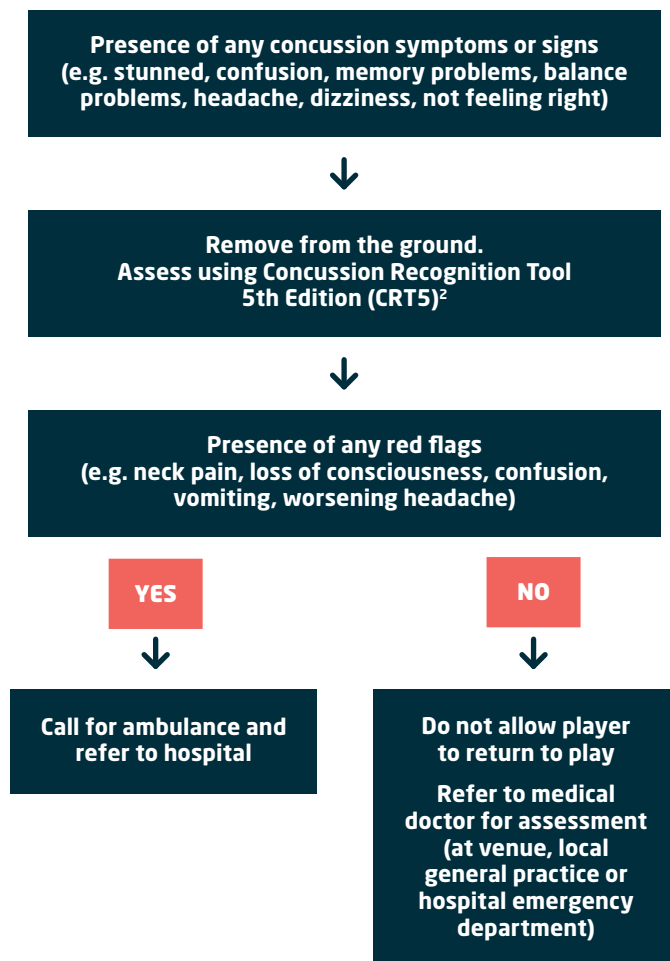 Presence of any concussion symptoms or signs
(e.g. stunned, confusion, memory problems, balance
problems, headache, dizziness, not feeling right)
Remove from the ground.
Assess using Concussion Recognition Tool
5th Edition (CRT5)²
Presence of any red flags
(e.g. neck pain, loss of consciousness, confusion,
vomiting, worsening headache)
YES
NO
Call for ambulance and
refer to hospital
Do not allow player
to return to play
Refer to medical
doctor for assessment
(at venue, local
general practice or
hospital emergency
department)